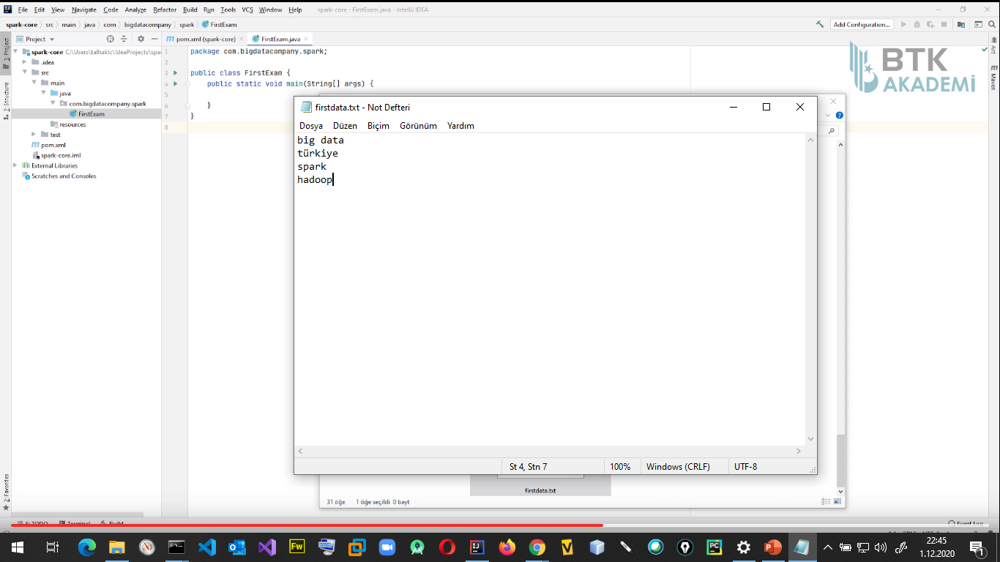 File Edit View Navigate Code Analyze Refactor Build Run Tools VCS Window Help spark-core - FirstExam.java - IntelliJ IDEA
spark-core src main java com bigdatacompany spark FirstExam Add Configuration...
Project pom.xml (spark-core) FirstExam.java
1: Project
Z: Structure
2: Favorites
Ant
Maven
spark-core C:\Users\talhaklc\IdeaProjects\spar
.idea
src
main
java
com.bigdatacompany.spark
FirstExam
resources
test
pom.xml
spark-core.iml
External Libraries
Scratches and Consoles
1 package com.bigdatacompany.spark;
2
3 public class FirstExam {
4 public static void main(String[] args) {
5
6 }
7 }
8
BTK
AKADEMİ
firstdata.txt - Not Defteri
Dosya Düzen Biçim Görünüm Yardım
big data
türkiye
spark
hadoop
St 4, Stn 7 100% Windows (CRLF) UTF-8
firstdata.txt
31 öğe 1 öğe seçildi 0 bayt
6: TODO Terminal Build Event Log
Fw
IJ
PC
22:45
1.12.2020
1